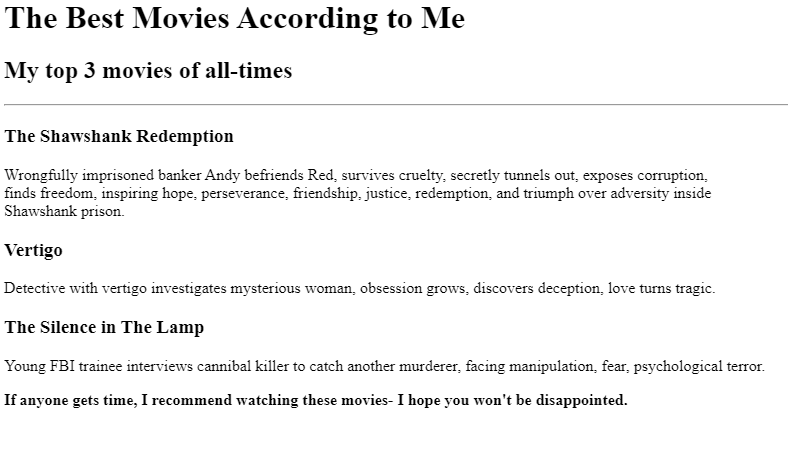 The Best Movies According to Me
My top 3 movies of all-times
The Shawshank Redemption
Wrongfully imprisoned banker Andy befriends Red, survives cruelty, secretly tunnels out, exposes corruption,
finds freedom, inspiring hope, perseverance, friendship, justice, redemption, and triumph over adversity inside
Shawshank prison.
Vertigo
Detective with vertigo investigates mysterious woman, obsession grows, discovers deception, love turns tragic.
The Silence in The Lamp
Young FBI trainee interviews cannibal killer to catch another murderer, facing manipulation, fear, psychological terror.
If anyone gets time, I recommend watching these movies- I hope you won't be disappointed.